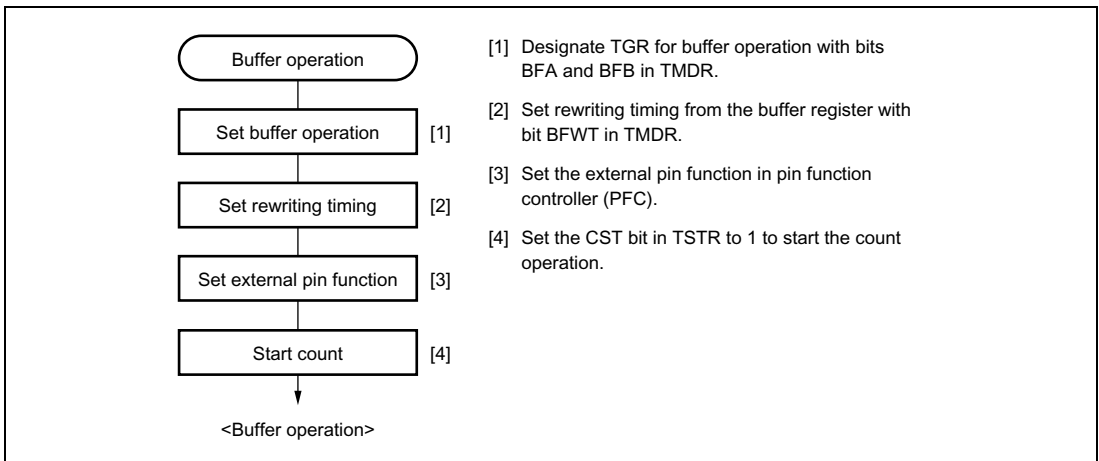 Buffer operation
Set buffer operation [1]
Set rewriting timing [2]
Set external pin function [3]
Start count [4]
<Buffer operation>
[1] Designate TGR for buffer operation with bits
BFA and BFB in TMDR.
[2] Set rewriting timing from the buffer register with
bit BFWT in TMDR.
[3] Set the external pin function in pin function
controller (PFC).
[4] Set the CST bit in TSTR to 1 to start the count
operation.